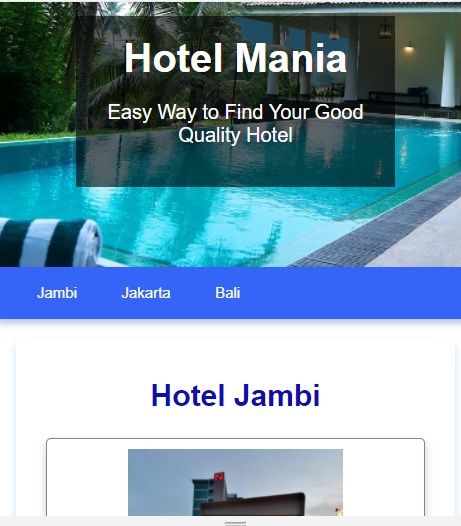 Hotel Mania
Easy Way to Find Your Good
Quality Hotel
Jambi Jakarta Bali
Hotel Jambi